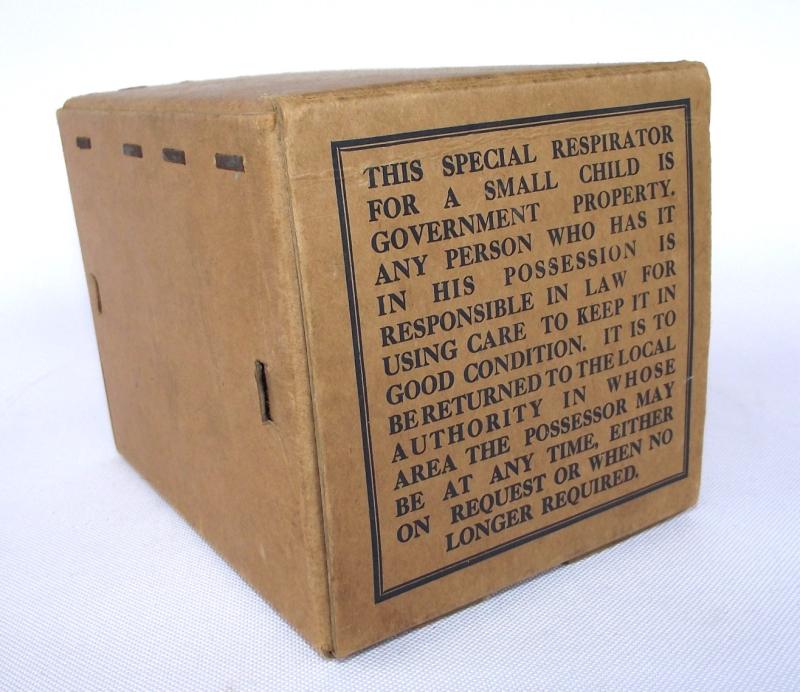 THIS SPECIAL RESPIRATOR
FOR A SMALL CHILD IS
GOVERNMENT PROPERTY.
ANY PERSON WHO HAS IT
IN HIS POSSESSION IS
RESPONSIBLE IN LAW FOR
USING CARE TO KEEP IT IN
GOOD CONDITION. IT IS TO
BE RETURNED TO THE LOCAL
AUTHORITY IN WHOSE
AREA THE POSSESSOR MAY
BE AT ANY TIME, EITHER
ON REQUEST OR WHEN NO
LONGER REQUIRED.